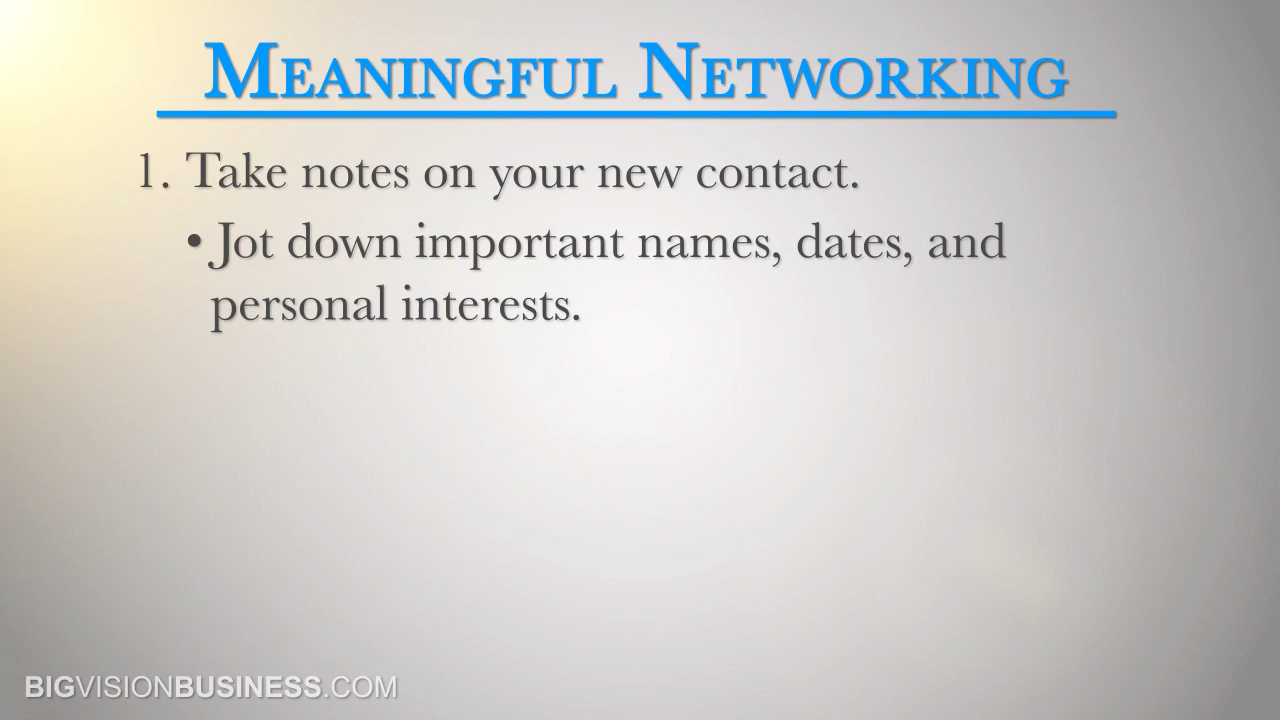 MEANINGFUL NETWORKING
1. Take notes on your new contact.
• Jot down important names, dates, and
personal interests.
BIGVISIONBUSINESS.COM